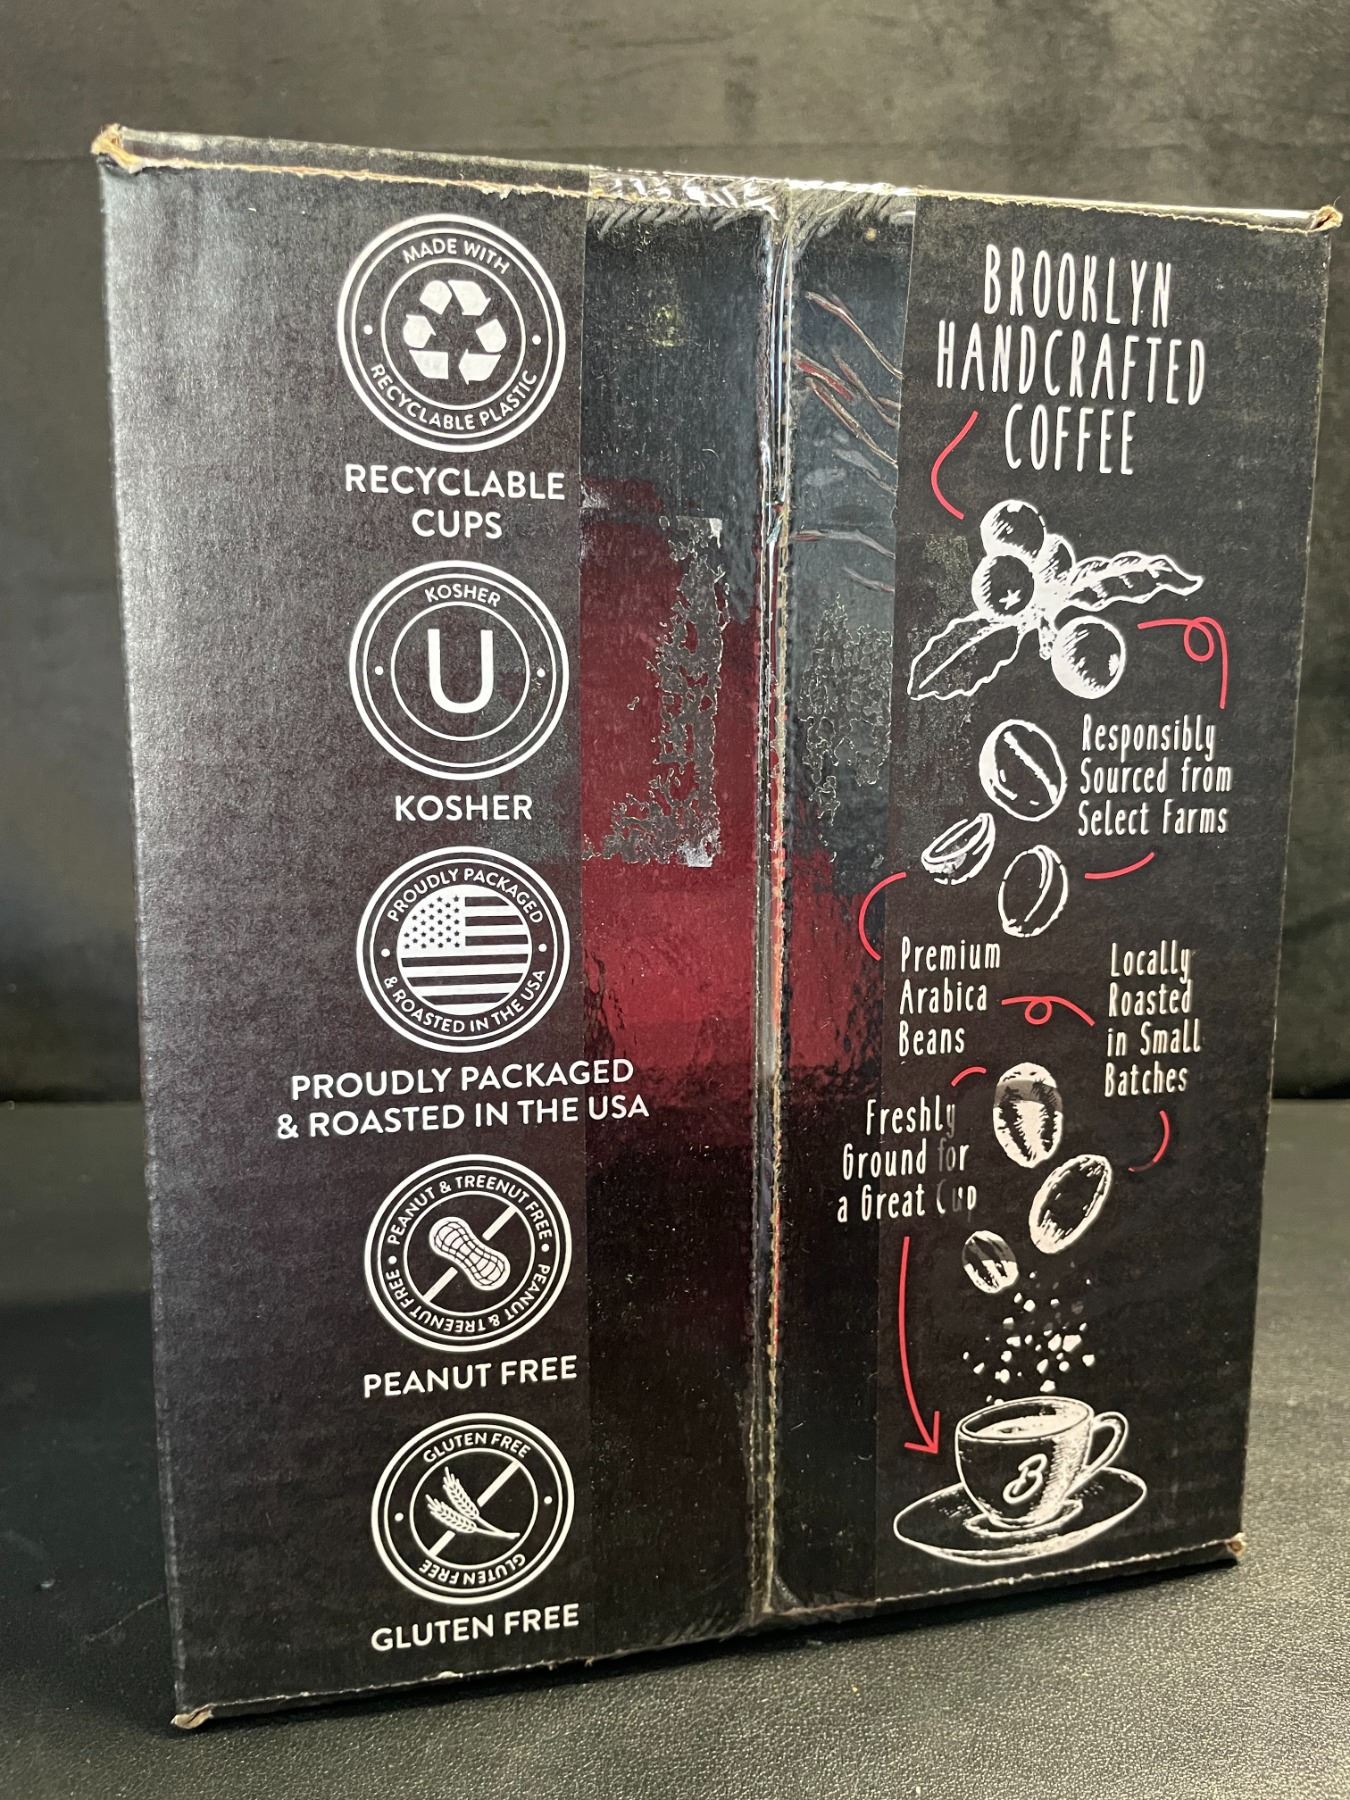 MADE WITH
RECYCLABLE PLASTIC
RECYCLABLE
CUPS
KOSHER
U
KOSHER
PROUDLY PACKAGED
& ROASTED IN THE USA
PROUDLY PACKAGED
& ROASTED IN THE USA
PEANUT & TREENUT FREE
PEANUT & TREENUT FREE
PEANUT FREE
GLUTEN FREE
GLUTEN FREE
GLUTEN FREE
BROOKLYN
HANDCRAFTED
COFFEE
Responsibly
Sourced from
Select Farms
Premium
Arabica
Beans
Locally
Roasted
in Small
Batches
Freshly
Ground for
a Great Cup
B